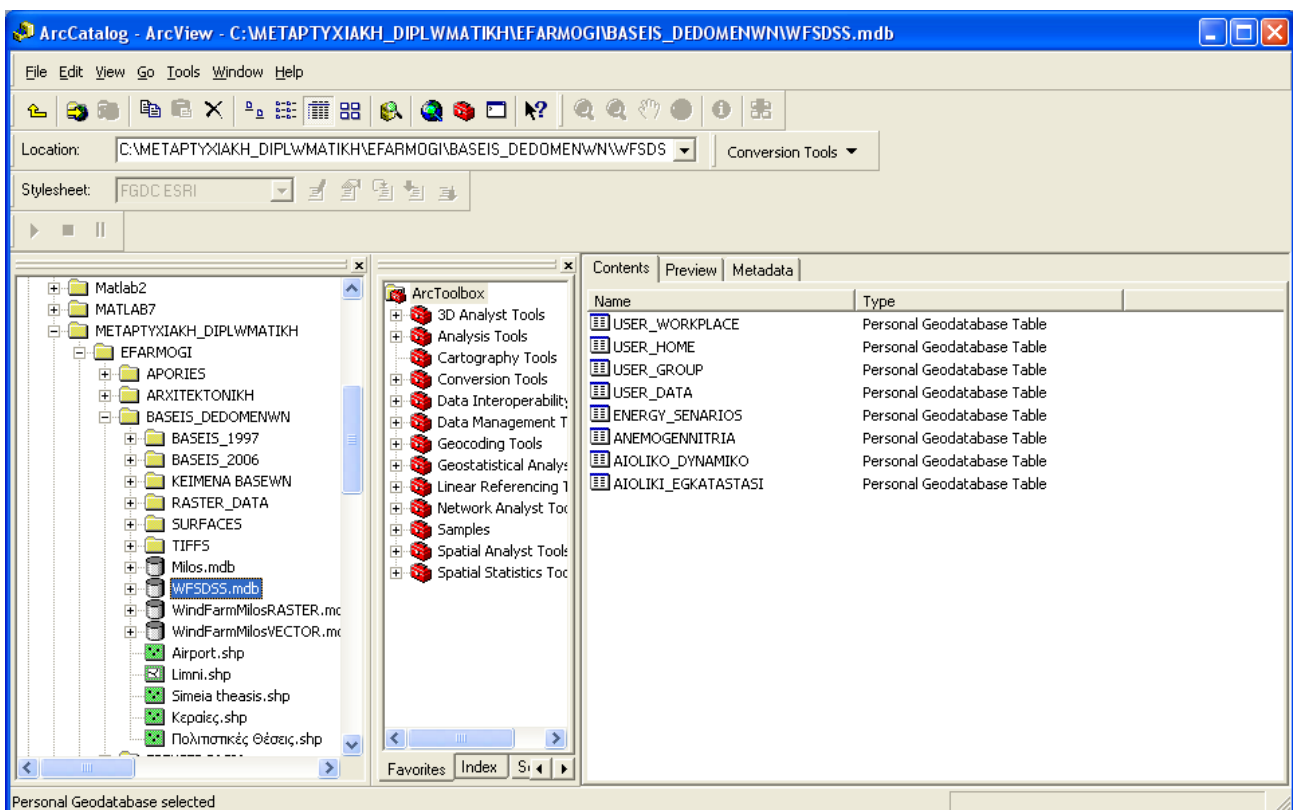 ArcCatalog - ArcView - C:\METAPTYXIAKH_DIPLWMATIKH\EFARMOGI\BASEIS_DEDOMENWN\WFSDSS.mdb
File Edit View Go Tools Window Help
Location: C:\METAPTYXIAKH_DIPLWMATIKH\EFARMOGI\BASEIS_DEDOMENWN\WFSDS Conversion Tools
Stylesheet: FGDC ESRI
Matlab2
MATLAB7
METAPTYXIAKH_DIPLWMATIKH
EFARMOGI
APORIES
ARXITEKTONIKH
BASEIS_DEDOMENWN
BASEIS_1997
BASEIS_2006
KEIMENA BASEWN
RASTER_DATA
SURFACES
TIFFS
Milos.mdb
WFSDSS.mdb
WindFarmMilosRASTER.mc
WindFarmMilosVECTOR.mc
Airport.shp
Limni.shp
Simeia theasis.shp
Κεραίες.shp
Πολιτιστικές Θέσεις.shp
ArcToolbox
3D Analyst Tools
Analysis Tools
Cartography Tools
Conversion Tools
Data Interoperability
Data Management T
Geocoding Tools
Geostatistical Analys
Linear Referencing T
Network Analyst Too
Samples
Spatial Analyst Tools
Spatial Statistics Too
Favorites Index S
Contents Preview Metadata
Name Type
USER_WORKPLACE Personal Geodatabase Table
USER_HOME Personal Geodatabase Table
USER_GROUP Personal Geodatabase Table
USER_DATA Personal Geodatabase Table
ENERGY_SENARIOS Personal Geodatabase Table
ANEMOGENNITRIA Personal Geodatabase Table
AIOLIKO_DYNAMIKO Personal Geodatabase Table
AIOLIKI_EGKATASTASI Personal Geodatabase Table
Personal Geodatabase selected